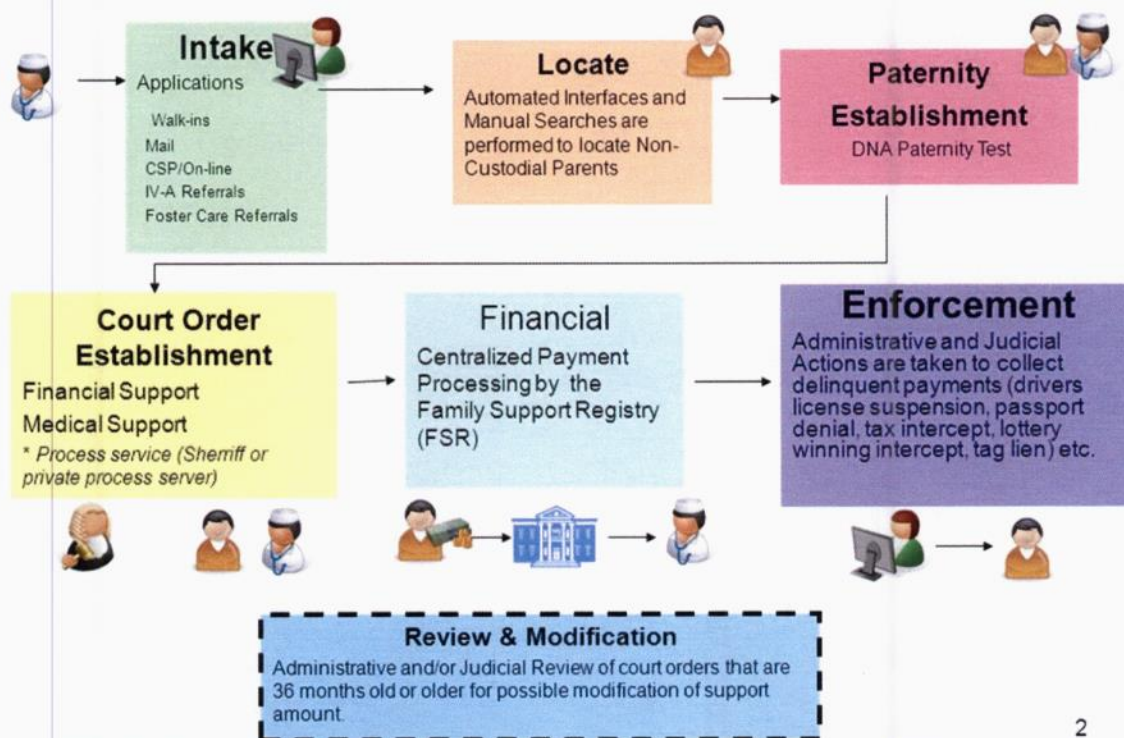 Intake
Applications
Walk-ins
Mail
CSP/On-line
IV-A Referrals
Foster Care Referrals
Locate
Automated Interfaces and
Manual Searches are
performed to locate Non-
Custodial Parents
Paternity
Establishment
DNA Paternity Test
Court Order
Establishment
Financial Support
Medical Support
* Process service (Sherriff or
private process server)
Financial
Centralized Payment
Processing by the
Family Support Registry
(FSR)
Enforcement
Administrative and Judicial
Actions are taken to collect
delinquent payments (drivers
license suspension, passport
denial, tax intercept, lottery
winning intercept, tag lien) etc.
Review & Modification
Administrative and/or Judicial Review of court orders that are
36 months old or older for possible modification of support
amount.
2